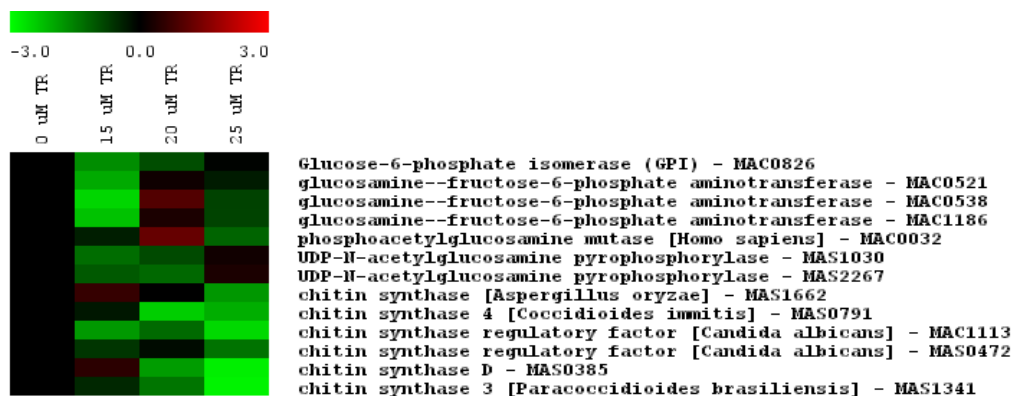 -3.0 0.0 3.0
0 uM TR
15 uM TR
20 uM TR
25 uM TR
Glucose-6-phosphate isomerase (GPI) - MAC0826
glucosamine--fructose-6-phosphate aminotransferase - MAC0521
glucosamine--fructose-6-phosphate aminotransferase - MAC0538
glucosamine--fructose-6-phosphate aminotransferase - MAC1186
phosphoacetylglucosamine mutase [Homo sapiens] - MAC0032
UDP-N-acetylglucosamine pyrophosphorylase - MAS1030
UDP-N-acetylglucosamine pyrophosphorylase - MAS2267
chitin synthase [Aspergillus oryzae] - MAS1662
chitin synthase 4 [Coccidioides immitis] - MAS0791
chitin synthase regulatory factor [Candida albicans] - MAC1113
chitin synthase regulatory factor [Candida albicans] - MAS0472
chitin synthase D - MAS0385
chitin synthase 3 [Paracoccidioides brasiliensis] - MAS1341